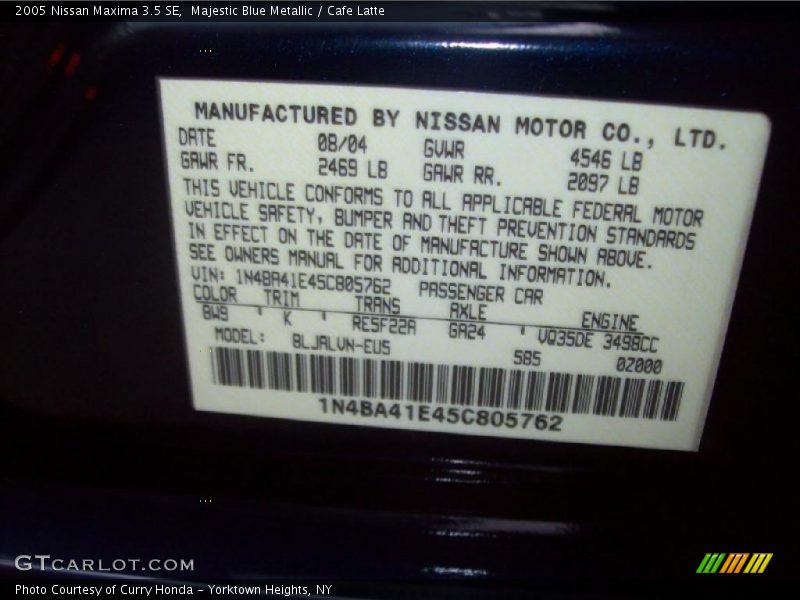 2005 Nissan Maxima 3.5 SE,  Majestic Blue Metallic / Cafe Latte
MANUFACTURED BY NISSAN MOTOR CO., LTD.
DATE 08/04 GVWR 4546 LB
GAWR FR. 2469 LB GAWR RR. 2097 LB
THIS VEHICLE CONFORMS TO ALL APPLICABLE FEDERAL MOTOR
VEHICLE SAFETY, BUMPER AND THEFT PREVENTION STANDARDS
IN EFFECT ON THE DATE OF MANUFACTURE SHOWN ABOVE.
SEE OWNERS MANUAL FOR ADDITIONAL INFORMATION.
VIN: 1N4BA41E45C805762 PASSENGER CAR
COLOR TRIM TRANS AXLE ENGINE
BW9 K RE5F22A GA24 VQ35DE 3498CC
MODEL: BLJALVN-EU5 5B5 0Z000
1N4BA41E45C805762
GTCARLOT.COM
Photo Courtesy of Curry Honda – Yorktown Heights, NY